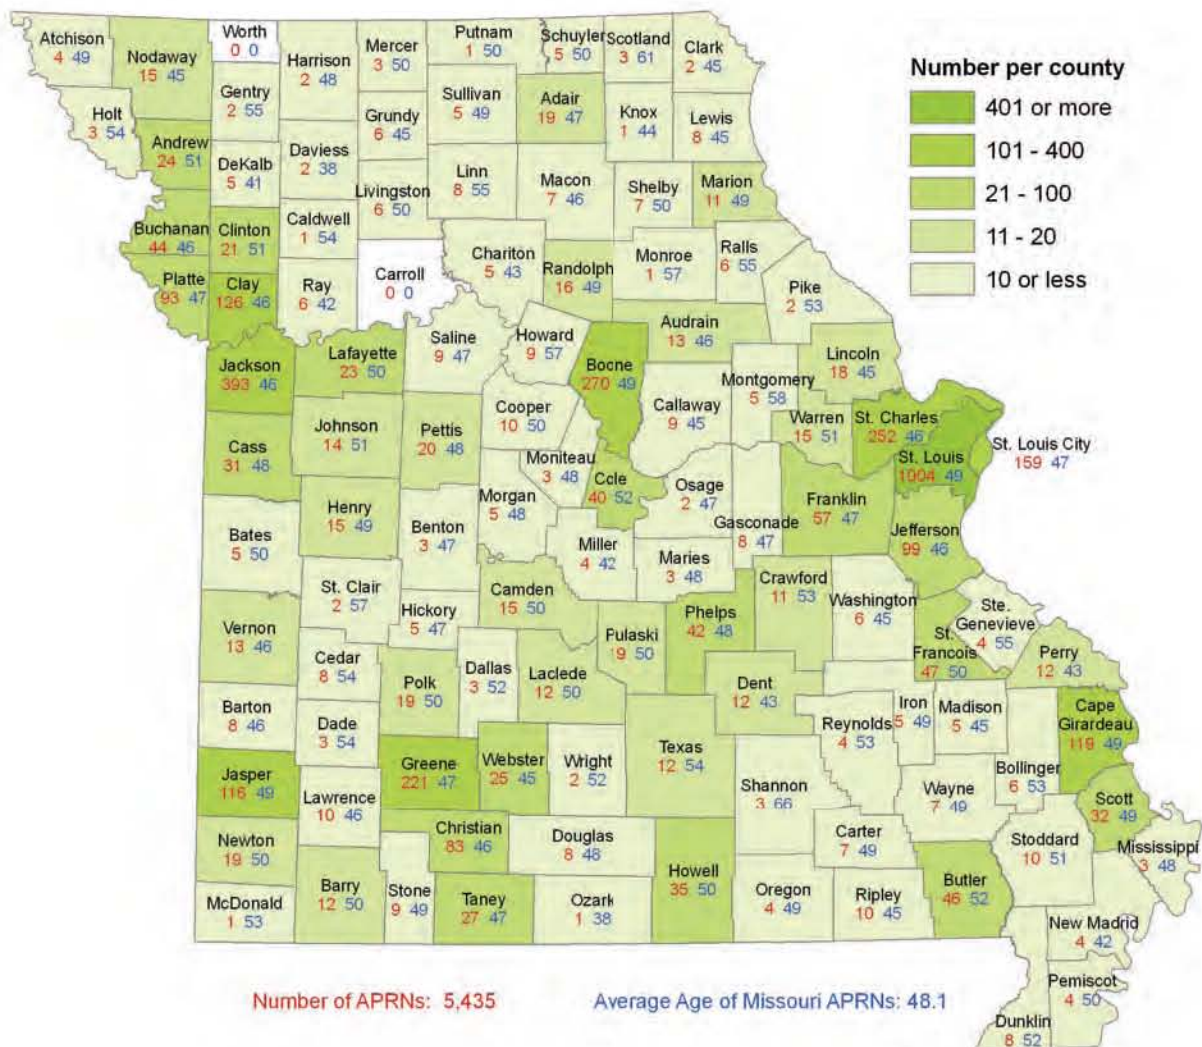 Atchison
4 49
Nodaway
15 45
Worth
0 0
Harrison
2 48
Mercer
3 50
Putnam
1 50
Schuyler
5 50
Scotland
3 61
Clark
2 45
Holt
3 54
Andrew
24 51
Gentry
2 55
DeKalb
5 41
Daviess
2 38
Grundy
6 45
Sullivan
5 49
Adair
19 47
Knox
1 44
Lewis
8 45
Livingston
6 50
Linn
8 55
Macon
7 46
Shelby
7 50
Marion
11 49
Buchanan
44 46
Clinton
21 51
Caldwell
1 54
Platte
93 47
Clay
126 46
Ray
6 42
Carroll
0 0
Chariton
5 43
Randolph
16 49
Monroe
1 57
Ralls
6 55
Pike
2 53
Audrain
13 46
Jackson
393 46
Lafayette
23 50
Saline
9 47
Howard
9 57
Boone
270 49
Callaway
9 45
Montgomery
5 58
Lincoln
18 45
Warren
15 51
St. Charles
252 46
St. Louis
1004 49
St. Louis City
159 47
Cass
31 48
Johnson
14 51
Pettis
20 48
Cooper
10 50
Moniteau
3 48
Cole
40 52
Osage
2 47
Gasconade
8 47
Franklin
57 47
Jefferson
99 46
Bates
5 50
Henry
15 49
Benton
3 47
Morgan
5 48
Miller
4 42
Maries
3 48
Crawford
11 53
Washington
6 45
Ste.
Genevieve
4 55
St.
Francois
47 50
Perry
12 43
Vernon
13 46
St. Clair
2 57
Hickory
5 47
Camden
15 50
Pulaski
19 50
Phelps
42 48
Dent
12 43
Cedar
8 54
Polk
19 50
Dallas
3 52
Laclede
12 50
Barton
8 46
Dade
3 54
Greene
221 47
Webster
25 45
Wright
2 52
Texas
12 54
Shannon
3 66
Reynolds
4 53
Iron
5 49
Madison
5 45
Bollinger
6 53
Cape
Girardeau
119 49
Jasper
116 49
Lawrence
10 46
Christian
83 46
Douglas
8 48
Howell
35 50
Carter
7 49
Wayne
7 49
Stoddard
10 51
Scott
32 49
Mississippi
3 48
Newton
19 50
McDonald
1 53
Barry
12 50
Stone
9 49
Taney
27 47
Ozark
1 38
Oregon
4 49
Ripley
10 45
Butler
46 52
New Madrid
4 42
Pemiscot
4 50
Dunklin
8 52
Number per county
401 or more
101 - 400
21 - 100
11 - 20
10 or less
Number of APRNs: 5,435
Average Age of Missouri APRNs: 48.1